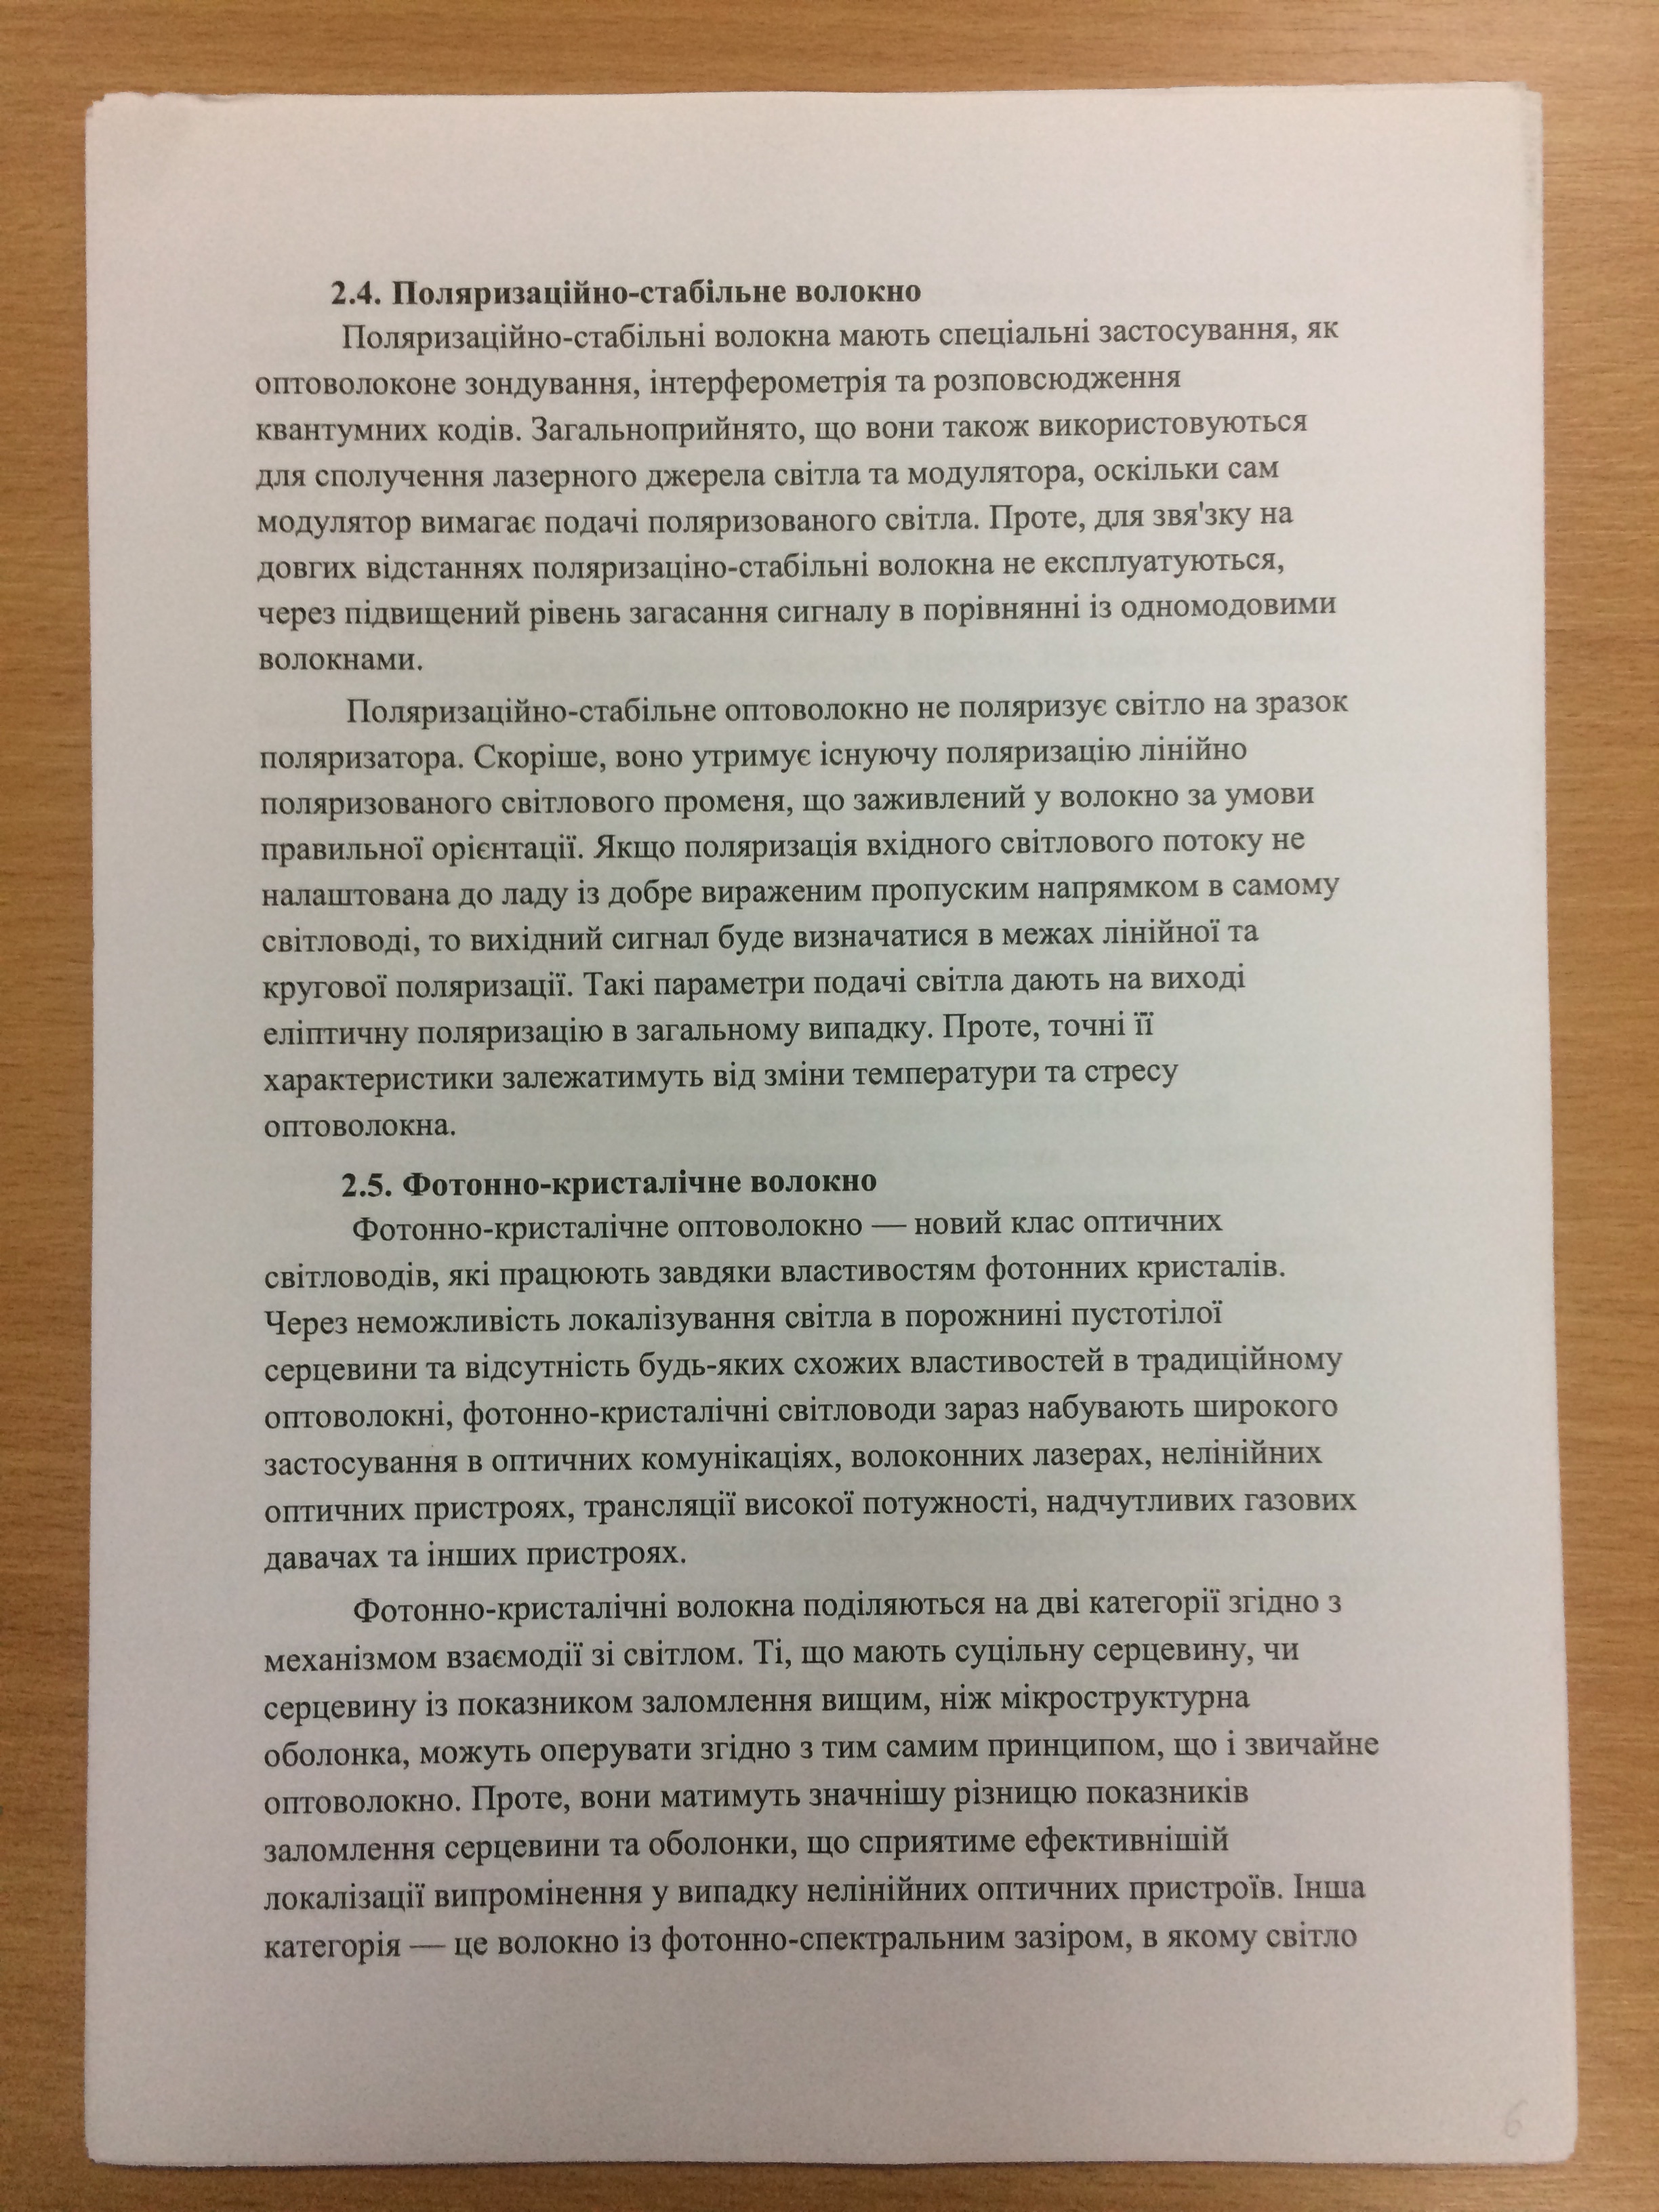 2.4. Поляризаційно-стабільне волокно
Поляризаційно-стабільні волокна мають спеціальні застосування, як
оптоволоконе зондування, інтерферометрія та розповсюдження
квантумних кодів. Загальноприйнято, що вони також використовуються
для сполучення лазерного джерела світла та модулятора, оскільки сам
модулятор вимагає подачі поляризованого світла. Проте, для звя'зку на
довгих відстаннях поляризаціно-стабільні волокна не експлуатуються,
через підвищений рівень загасання сигналу в порівнянні із одномодовими
волокнами.
Поляризаційно-стабільне оптоволокно не поляризує світло на зразок
поляризатора. Скоріше, воно утримує існуючу поляризацію лінійно
поляризованого світлового променя, що заживлений у волокно за умови
правильної орієнтації. Якщо поляризація вхідного світлового потоку не
налаштована до ладу із добре вираженим пропуским напрямком в самому
світловоді, то вихідний сигнал буде визначатися в межах лінійної та
кругової поляризації. Такі параметри подачі світла дають на виході
еліптичну поляризацію в загальному випадку. Проте, точні її
характеристики залежатимуть від зміни температури та стресу
оптоволокна.
2.5. Фотонно-кристалічне волокно
Фотонно-кристалічне оптоволокно — новий клас оптичних
світловодів, які працюють завдяки властивостям фотонних кристалів.
Через неможливість локалізування світла в порожнині пустотілої
серцевини та відсутність будь-яких схожих властивостей в традиційному
оптоволокні, фотонно-кристалічні світловоди зараз набувають широкого
застосування в оптичних комунікаціях, волоконних лазерах, нелінійних
оптичних пристроях, трансляції високої потужності, надчутливих газових
давачах та інших пристроях.
Фотонно-кристалічні волокна поділяються на дві категорії згідно з
механізмом взаємодії зі світлом. Ті, що мають суцільну серцевину, чи
серцевину із показником заломлення вищим, ніж мікроструктурна
оболонка, можуть оперувати згідно з тим самим принципом, що і звичайне
оптоволокно. Проте, вони матимуть значнішу різницю показників
заломлення серцевини та оболонки, що сприятиме ефективнішій
локалізації випромінення у випадку нелінійних оптичних пристроїв. Інша
категорія — це волокно із фотонно-спектральним зазіром, в якому світло
6